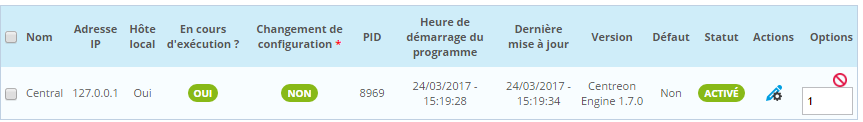 Nom Adresse IP Hôte local En cours d'exécution ? Changement de configuration * PID Heure de démarrage du programme Dernière mise à jour Version Défaut Statut Actions Options
Central 127.0.0.1 Oui OUI NON 8969 24/03/2017 - 15:19:28 24/03/2017 - 15:19:34 Centreon Engine 1.7.0 Non ACTIVÉ 1